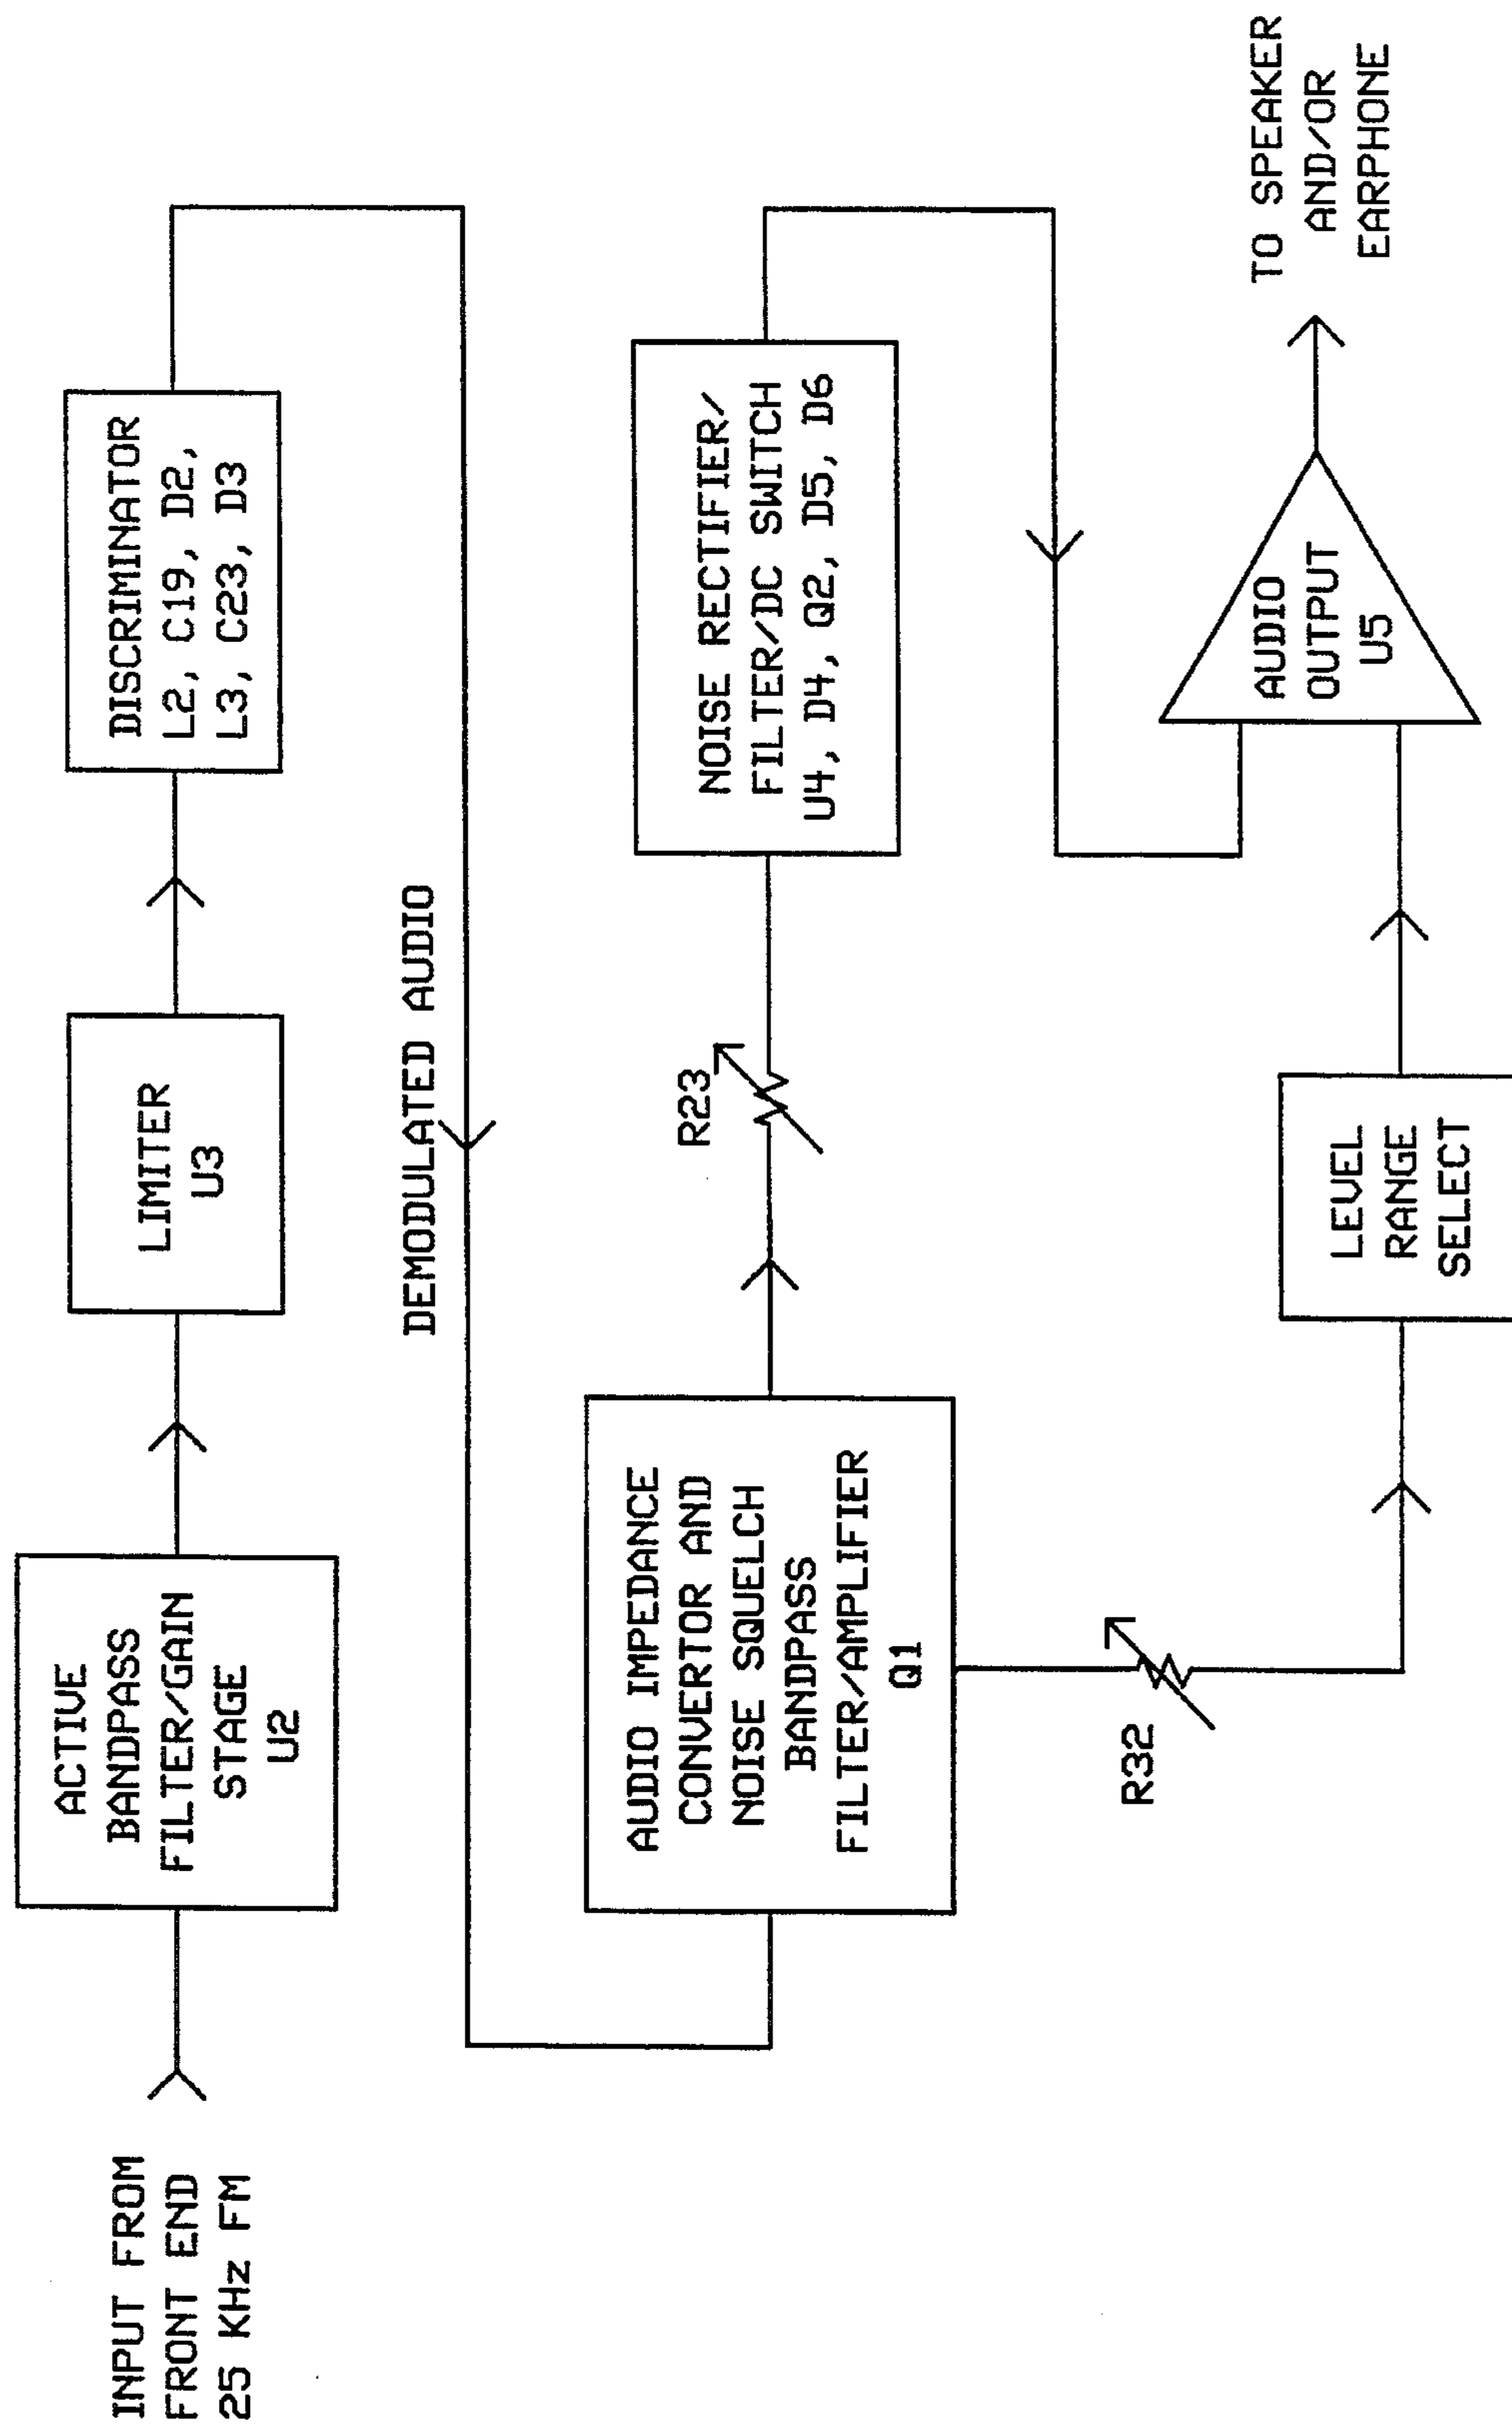 INPUT FROM
FRONT END
25 KHz FM
ACTIVE
BANDPASS
FILTER/GAIN
STAGE
U2
LIMITER
U3
DISCRIMINATOR
L2, C19, D2,
L3, C23, D3
DEMODULATED AUDIO
AUDIO IMPEDANCE
CONVERTOR AND
NOISE SQUELCH
BANDPASS
FILTER/AMPLIFIER
Q1
R23
NOISE RECTIFIER/
FILTER/DC SWITCH
U4, D4, Q2, D5, D6
R32
LEVEL
RANGE
SELECT
AUDIO
OUTPUT
U5
TO SPEAKER
AND/OR
EARPHONE